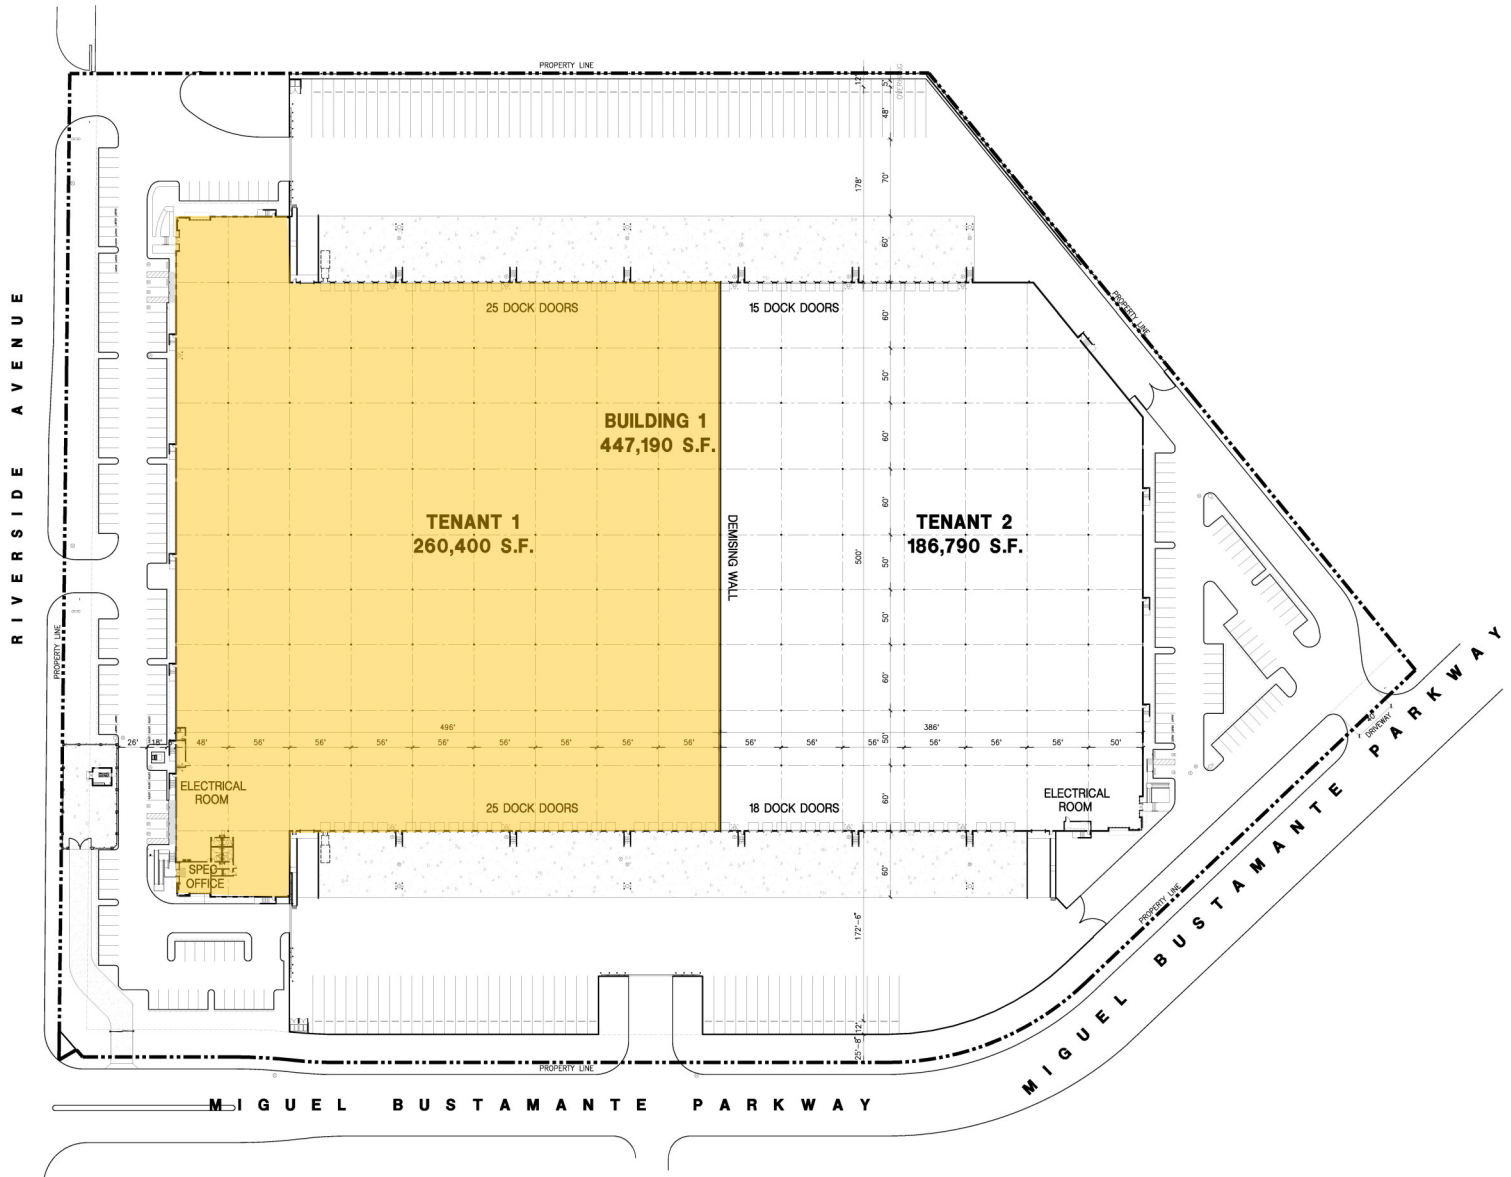 PROPERTY LINE
12'
5'
OVERHANG
48'
178'
70'
60'
RIVERSIDE AVENUE
PROPERTY LINE
25 DOCK DOORS
15 DOCK DOORS
60'
50'
BUILDING 1
447,190 S.F.
60'
TENANT 1
260,400 S.F.
DEMISING WALL
TENANT 2
186,790 S.F.
60'
500'
50'
50'
PROPERTY LINE
60'
496'
386'
50'
26'
18'
48'
56'
56'
56'
56'
56'
56'
56'
56'
56'
56'
56'
56'
56'
56'
50'
40'
DRIVEWAY
ELECTRICAL
ROOM
25 DOCK DOORS
18 DOCK DOORS
60'
ELECTRICAL
ROOM
SPEC
OFFICE
60'
172'-6"
PROPERTY LINE
12'
25'-8"
PROPERTY LINE
MIGUEL BUSTAMANTE PARKWAY
MIGUEL BUSTAMANTE PARKWAY